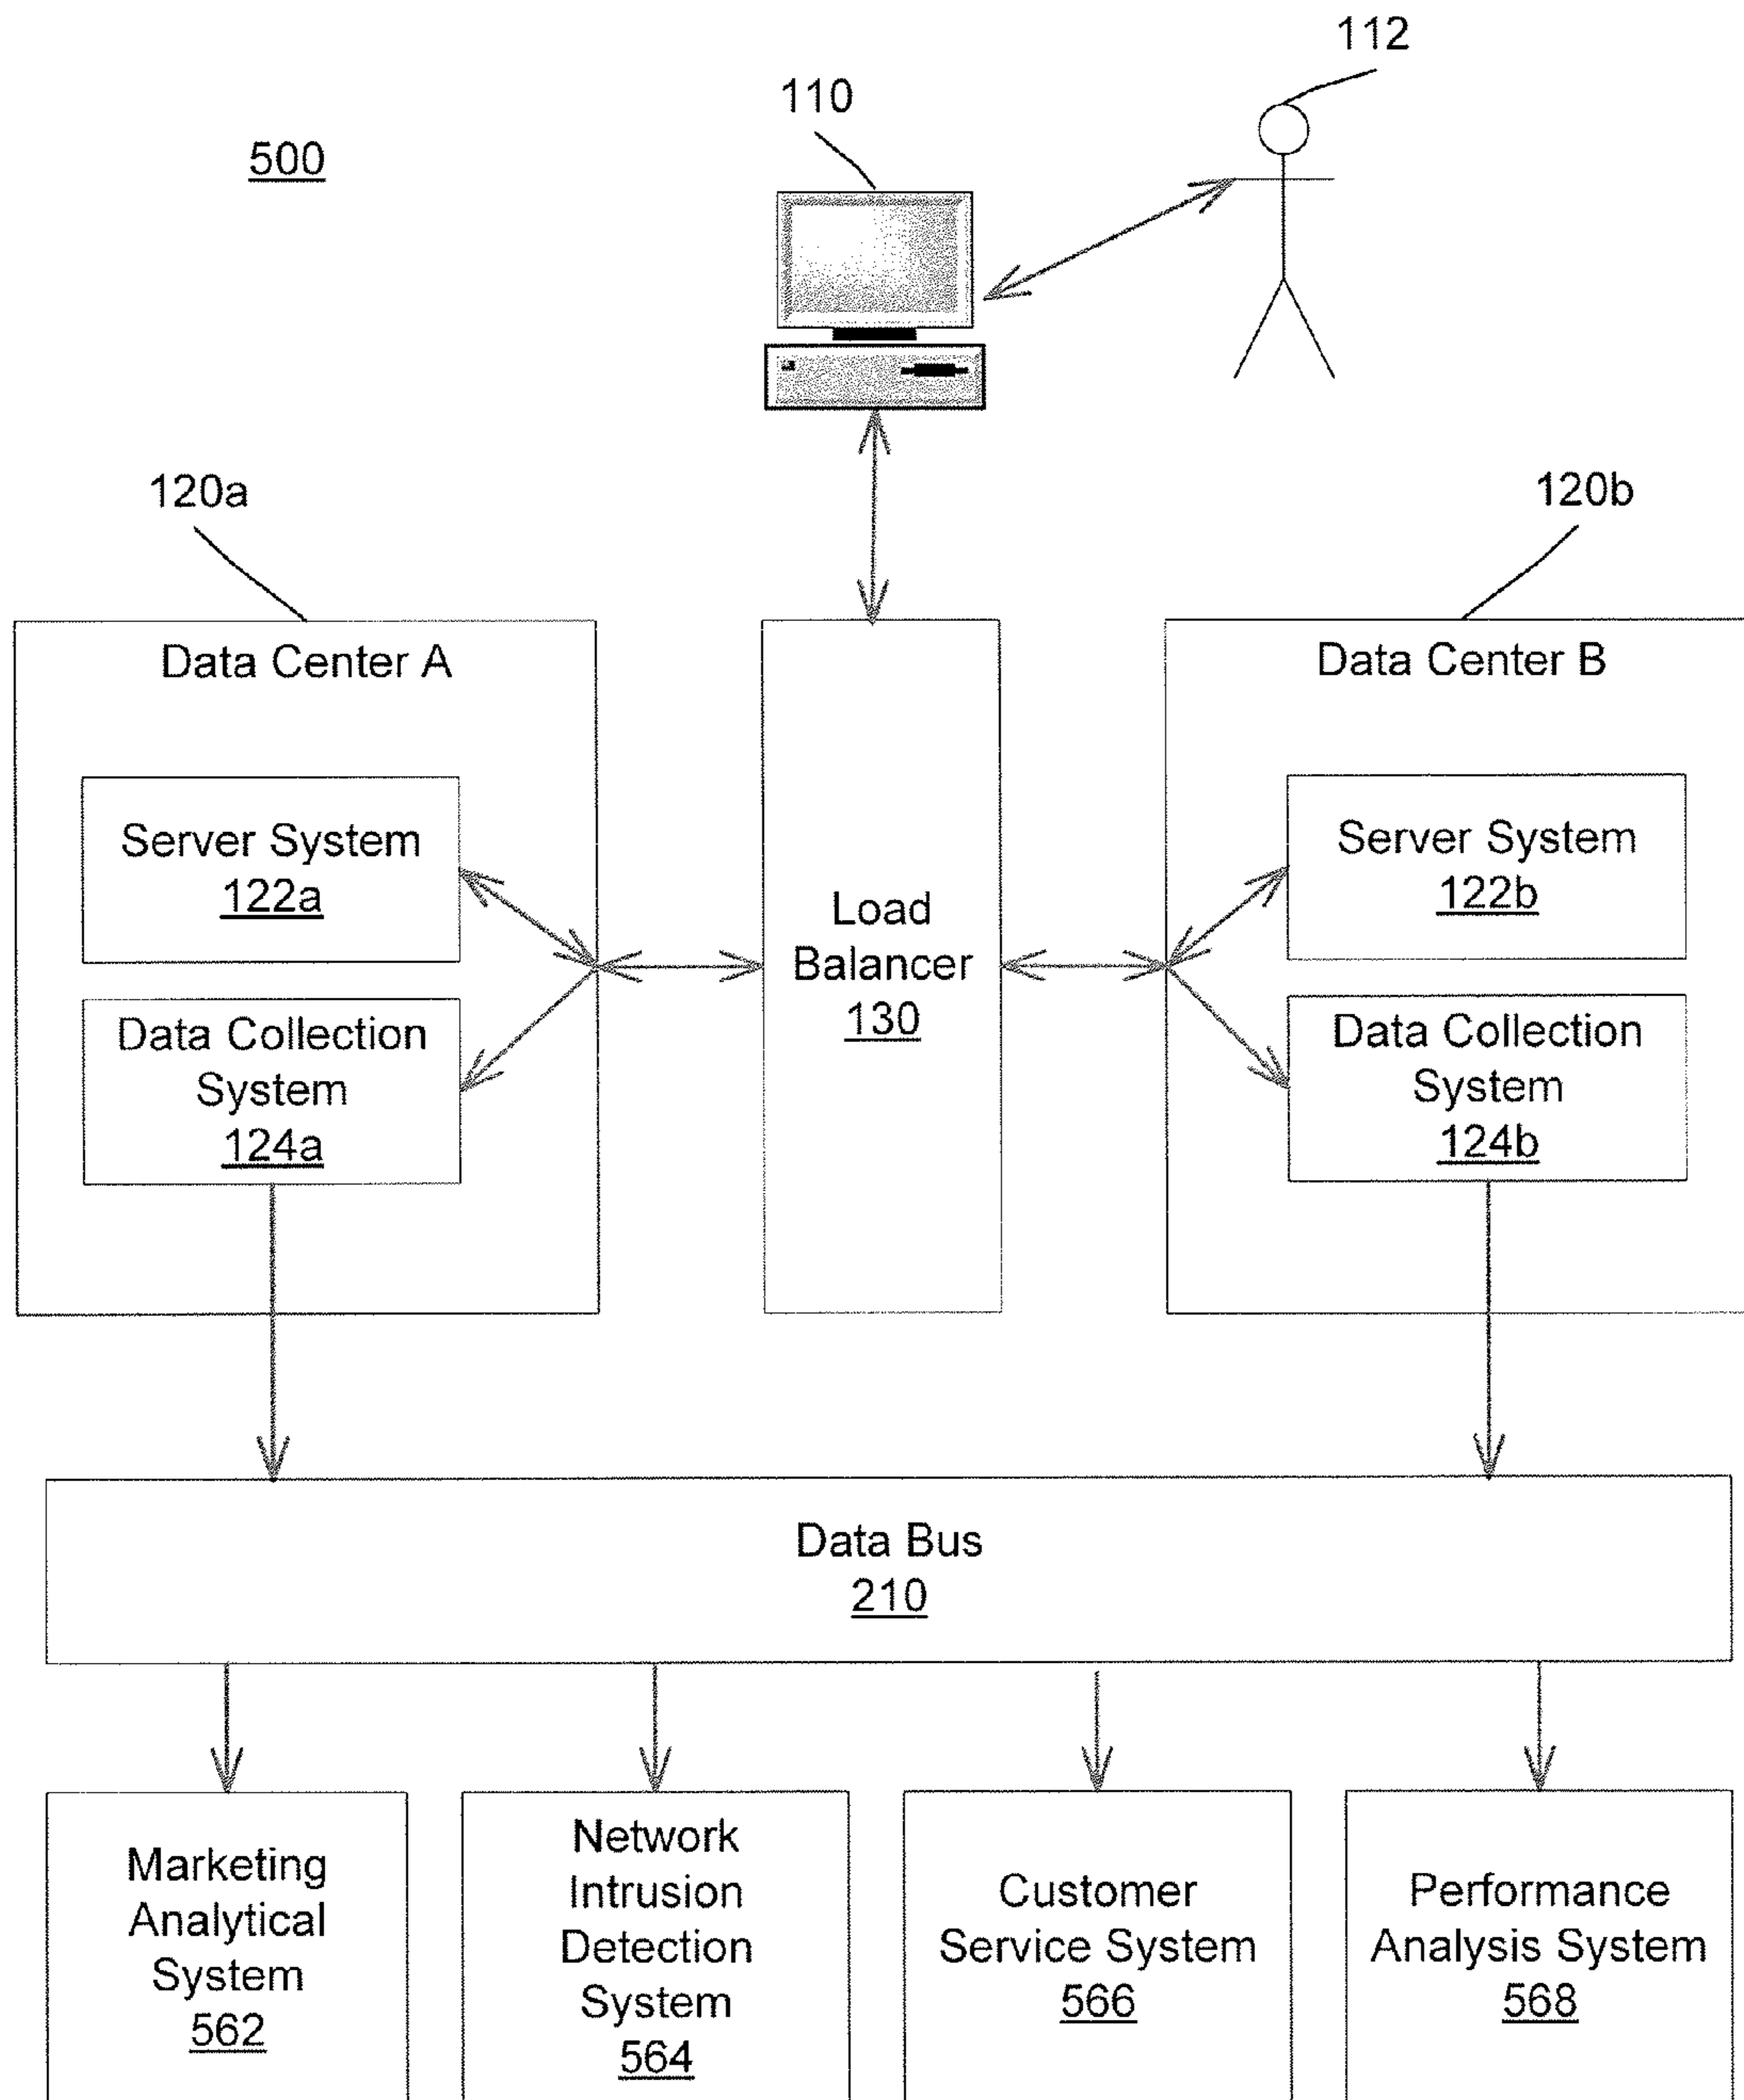 112
110
500
120a
120b
Data Center A
Data Center B
Server System
122a
Server System
122b
Load
Balancer
130
Data Collection
System
124a
Data Collection
System
124b
Data Bus
210
Marketing
Analytical
System
562
Network
Intrusion
Detection
System
564
Customer
Service System
566
Performance
Analysis System
568